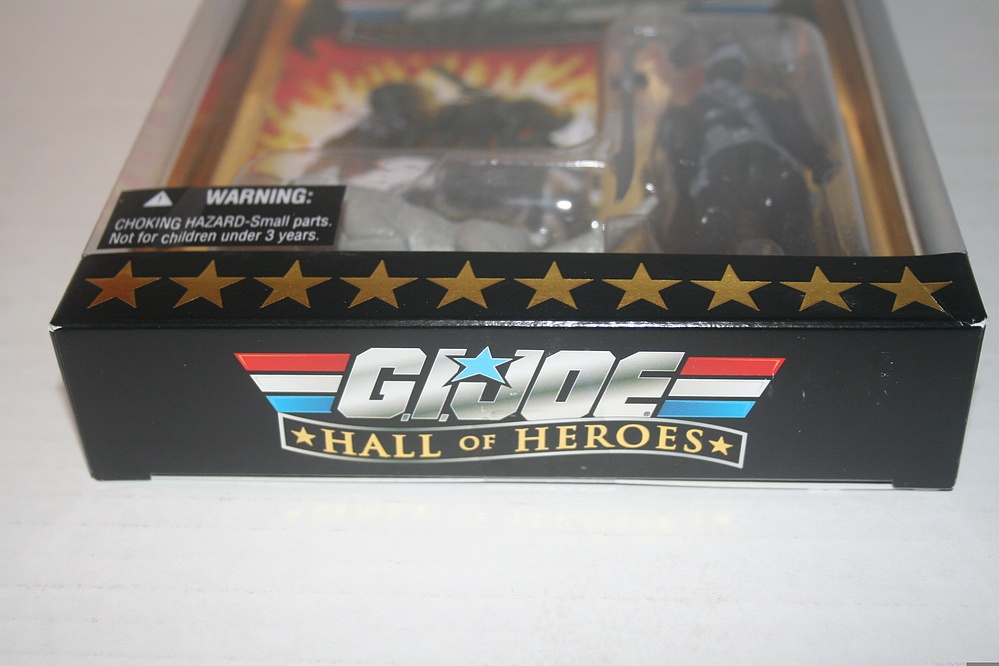 WARNING:
CHOKING HAZARD-Small parts.
Not for children under 3 years.
G.I.JOE
HALL OF HEROES